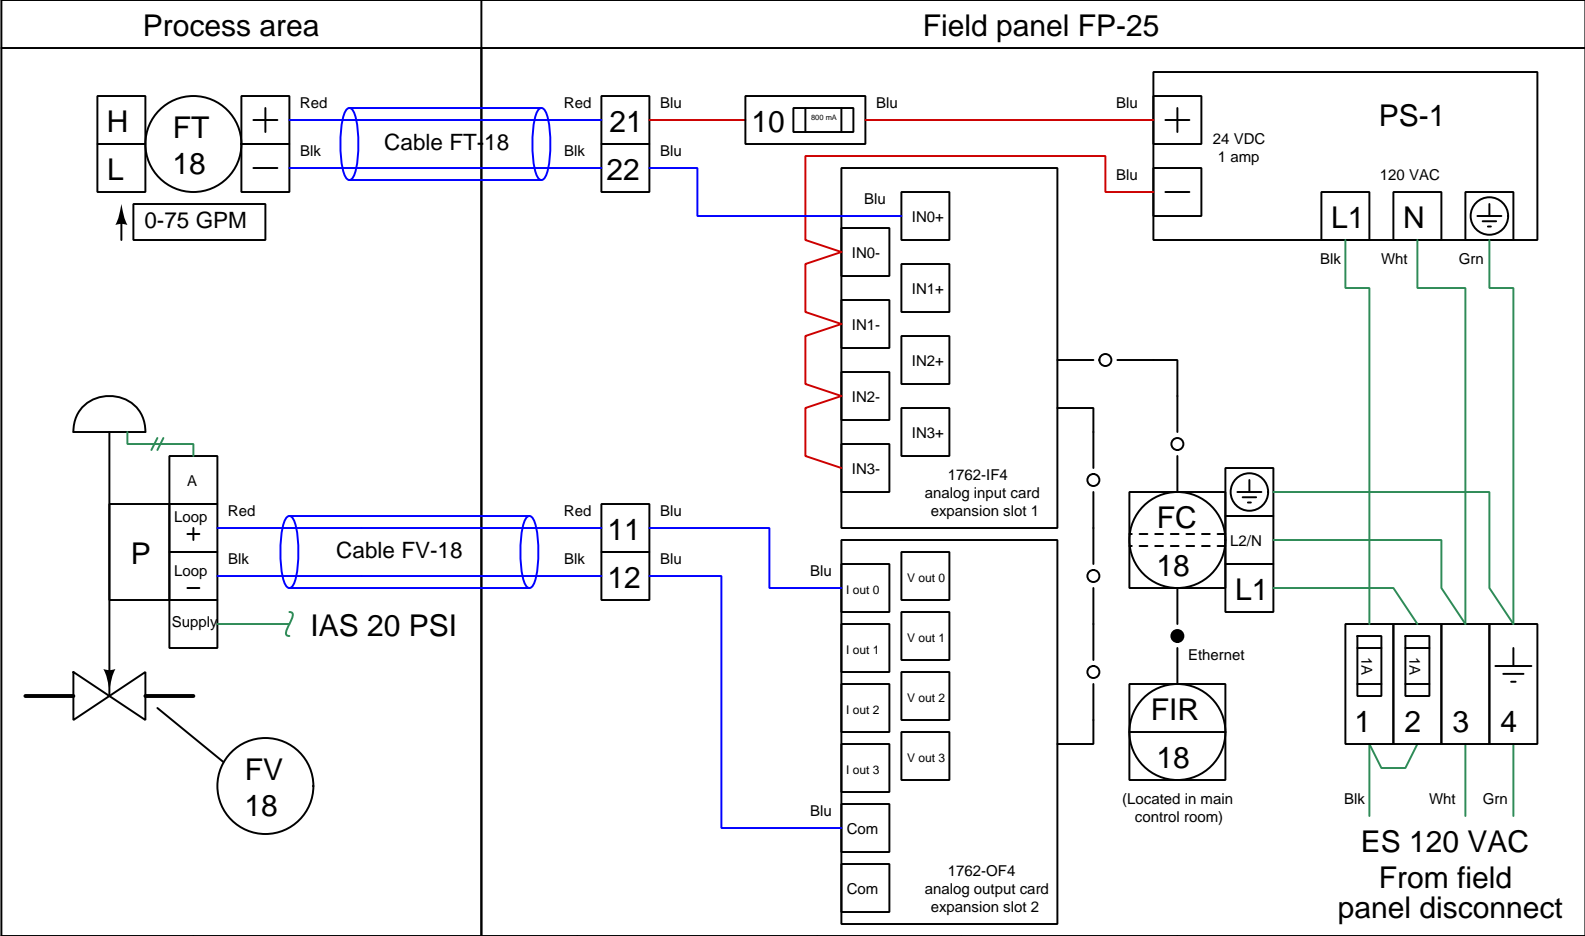 Process area
Field panel FP-25
H
L
FT
18
+
−
Red
Blk
Cable FT-18
Red
Blk
21
22
Blu
Blu
10
800 mA
Blu
Blu
Blu
+
−
24 VDC
1 amp
PS-1
120 VAC
L1
N
Blk
Wht
Grn
0-75 GPM
Blu
IN0+
IN0-
IN1+
IN1-
IN2+
IN2-
IN3+
IN3-
1762-IF4
analog input card
expansion slot 1
A
P
Loop
+
Loop
−
Supply
Red
Blk
Cable FV-18
Red
Blk
11
12
Blu
Blu
IAS 20 PSI
FV
18
Blu
I out 0
V out 0
I out 1
V out 1
I out 2
V out 2
I out 3
V out 3
Blu
Com
Com
1762-OF4
analog output card
expansion slot 2
FC
18
L2/N
L1
Ethernet
FIR
18
(Located in main
control room)
1A
1A
1
2
3
4
Blk
Wht
Grn
ES 120 VAC
From field
panel disconnect